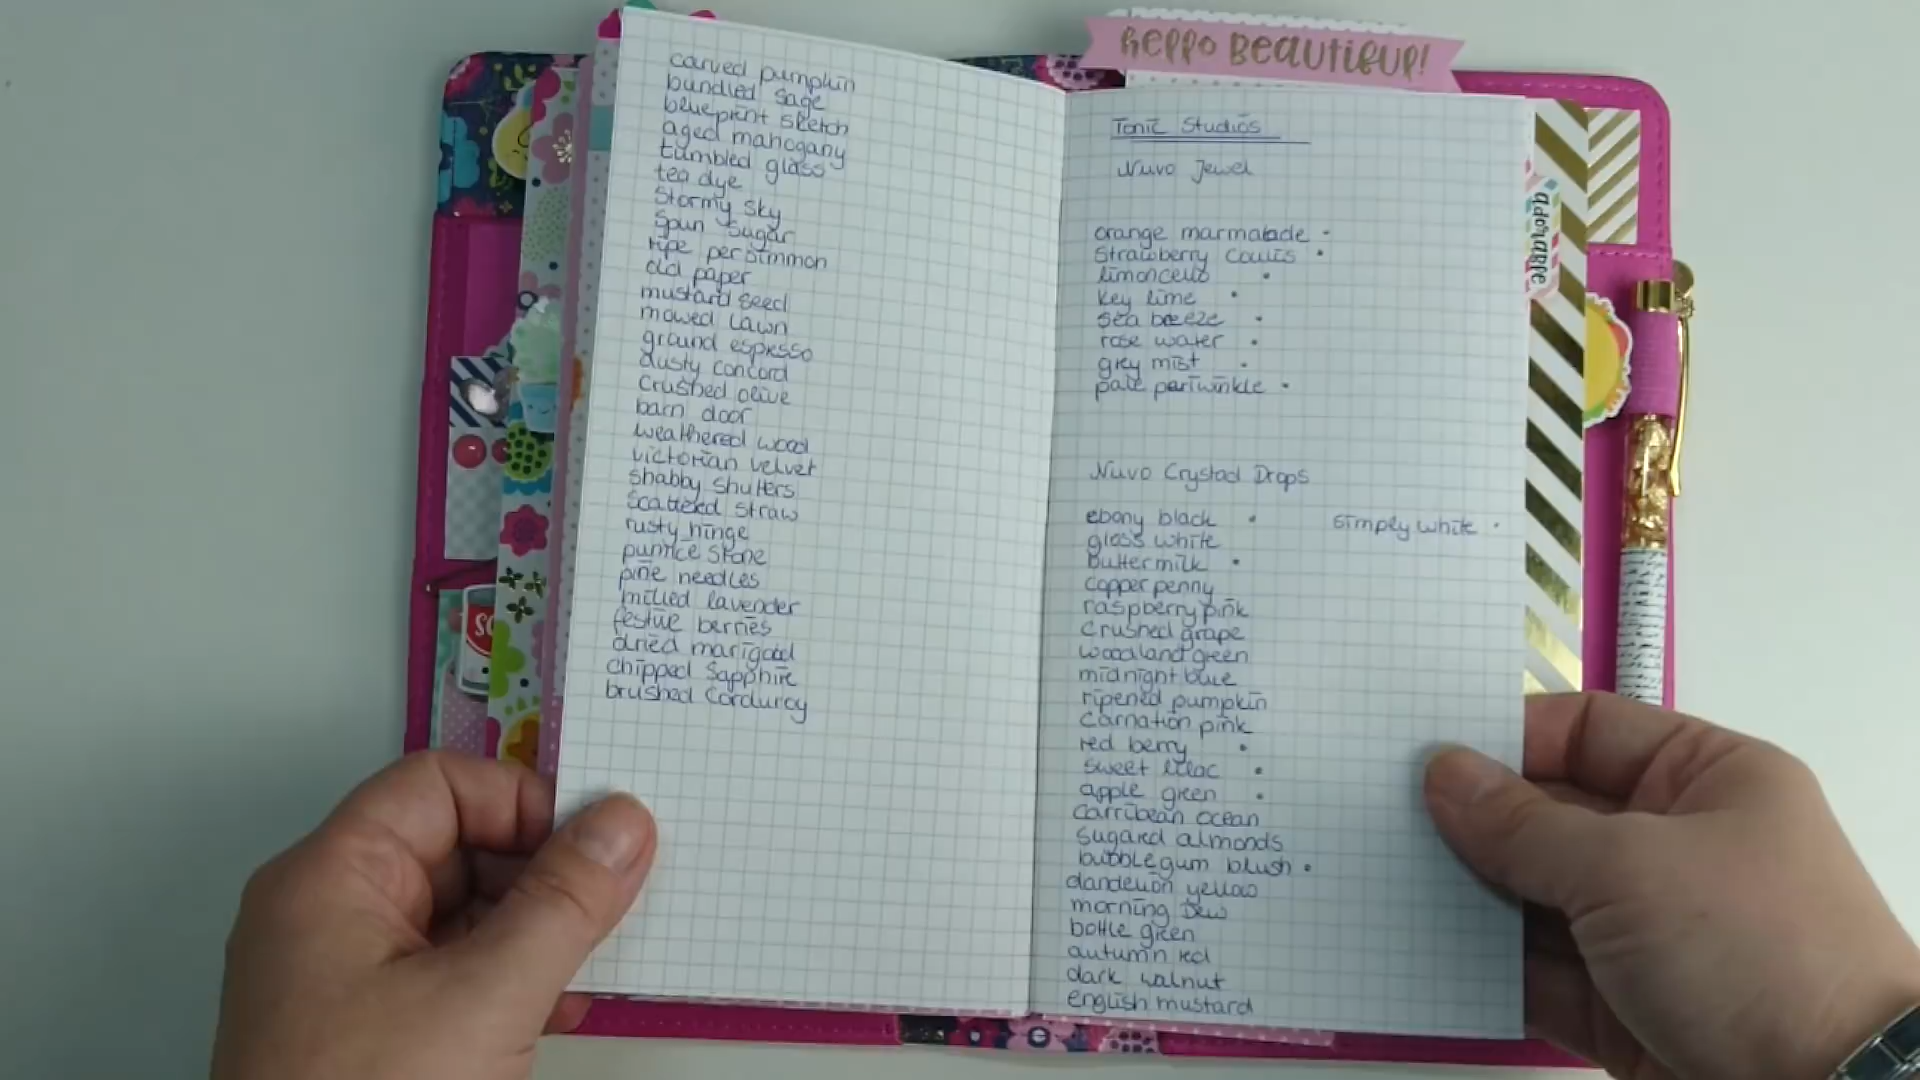 carved pumpkin
bundled sage
blueprint sketch
aged mahogany
tumbled glass
tea dye
stormy sky
spun sugar
ripe persimmon
old paper
mustard seed
mowed lawn
ground espresso
dusty concord
crushed olive
barn door
weathered wood
victorian velvet
shabby shutters
scattered straw
rusty hinge
pumice stone
pine needles
milled lavender
festive berries
dried marigold
chipped sapphire
brushed corduroy
hello beautiful!
Tonic Studios
Nuvo Jewel
orange marmalade •
strawberry coulis •
limoncello •
key lime •
sea breeze •
rose water •
grey mist •
pale periwinkle •
Nuvo Crystal Drops
ebony black • simply white •
gloss white
buttermilk •
copper penny
raspberry pink
crushed grape
woodland green
midnight blue
ripened pumpkin
carnation pink
red berry •
sweet lilac •
apple green •
carribean ocean
sugared almonds
bubblegum blush •
dandelion yellow
morning dew
bottle green
autumn red
dark walnut
english mustard
adorable